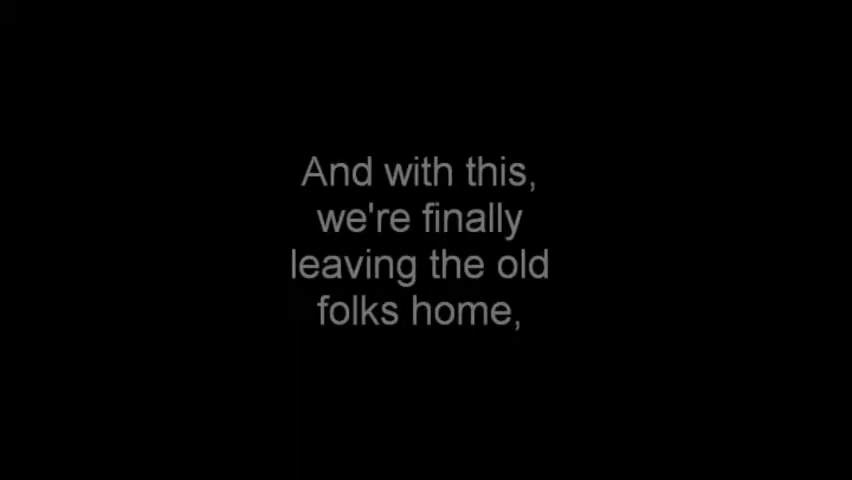 And with this,
we're finally
leaving the old
folks home,